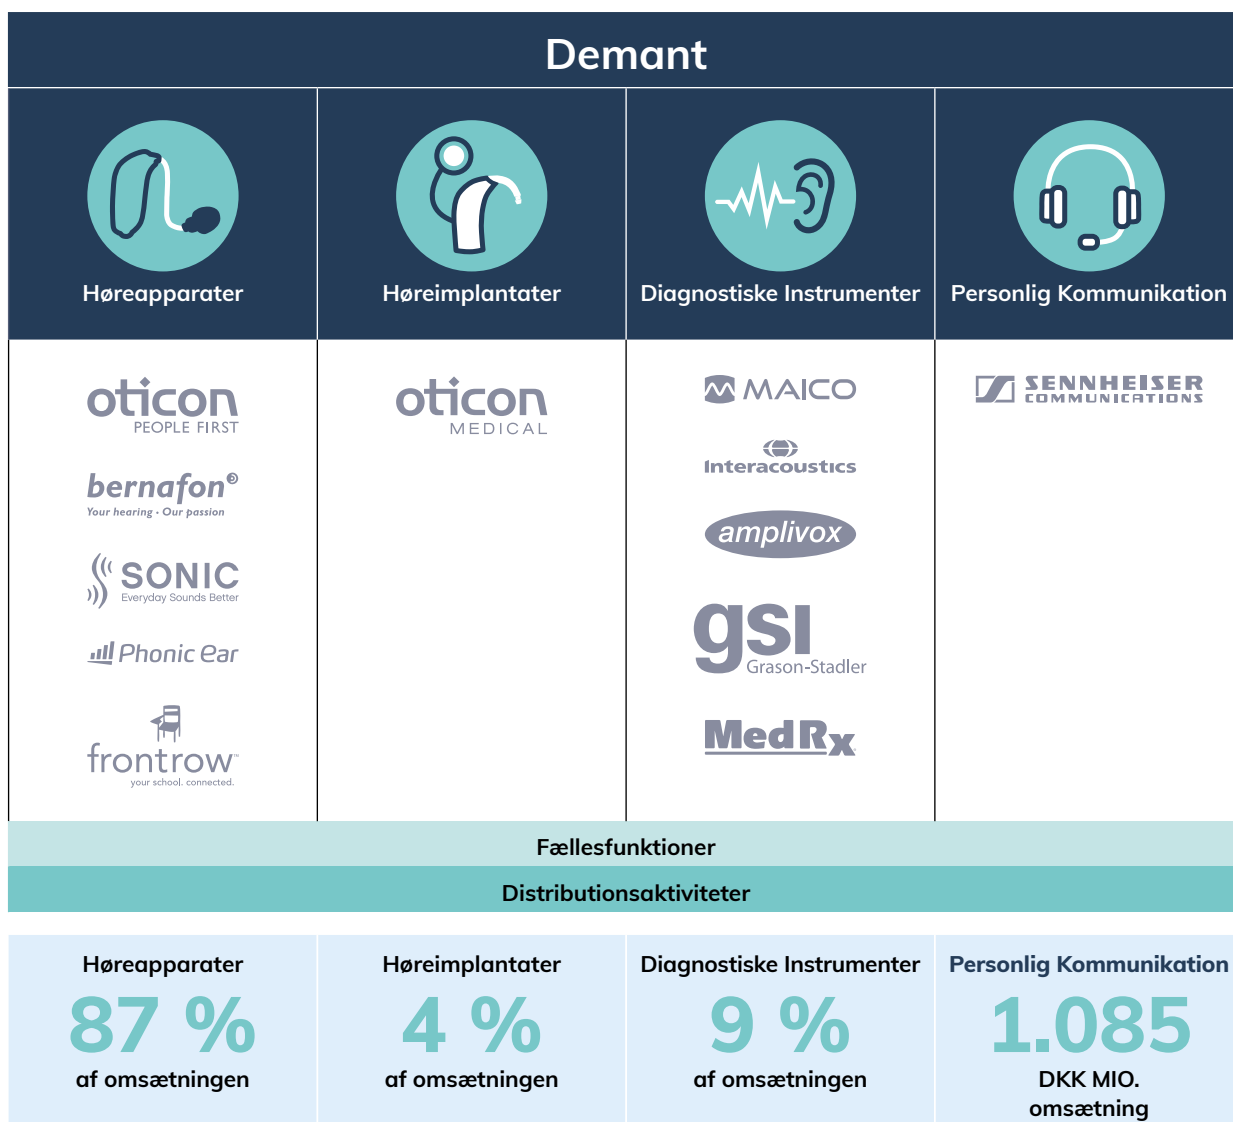 Demant
Høreapparater
Høreimplantater
Diagnostiske Instrumenter
Personlig Kommunikation
oticon
PEOPLE FIRST
bernafon
Your hearing • Our passion
SONIC
Everyday Sounds Better
Phonic ear
frontrow™
your school. connected.
oticon
MEDICAL
MAICO
Interacoustics
amplivox
gsi
Grason-Stadler
MedRx
SENNHEISER
COMMUNICATIONS
Fællesfunktioner
Distributionsaktiviteter
Høreapparater
87 %
af omsætningen
Høreimplantater
4 %
af omsætningen
Diagnostiske Instrumenter
9 %
af omsætningen
Personlig Kommunikation
1.085
DKK MIO.
omsætning